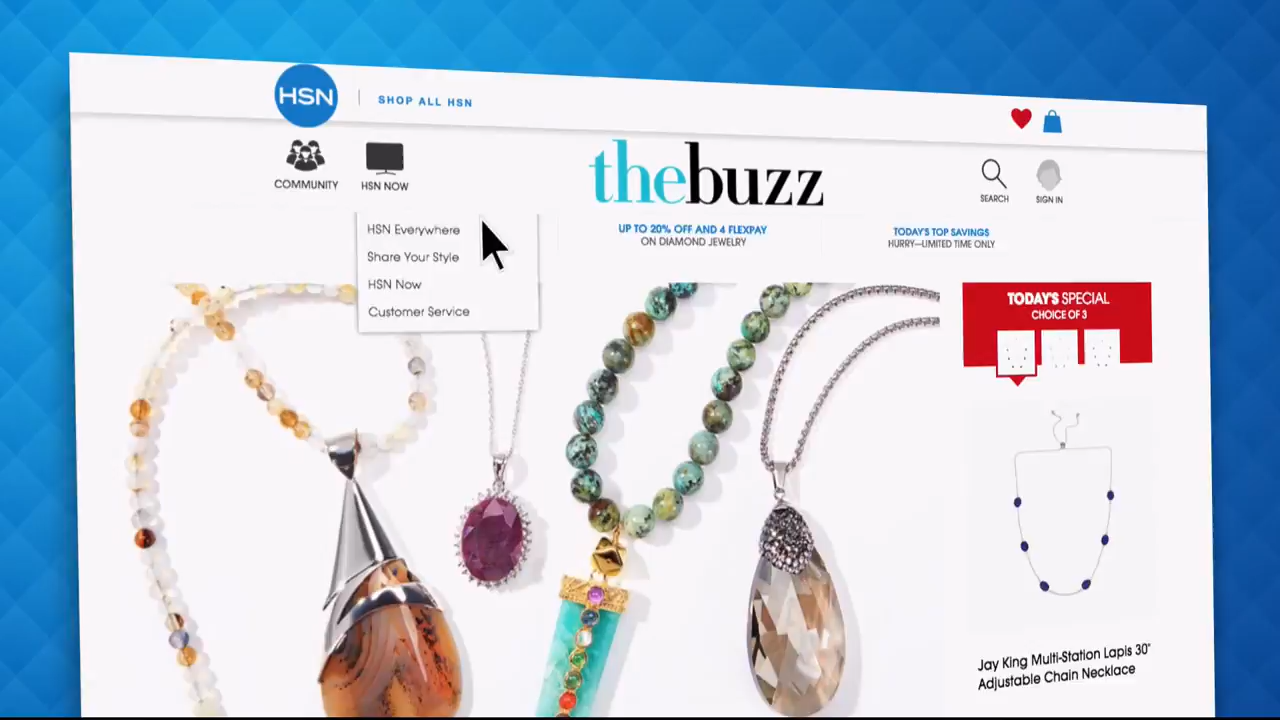 HSN
SHOP ALL HSN
COMMUNITY
HSN NOW
thebuzz
SEARCH
SIGN IN
HSN Everywhere
Share Your Style
HSN Now
Customer Service
UP TO 20% OFF AND 4 FLEXPAY
ON DIAMOND JEWELRY
TODAY'S TOP SAVINGS
HURRY—LIMITED TIME ONLY
TODAY'S SPECIAL
CHOICE OF 3
Jay King Multi-Station Lapis 30"
Adjustable Chain Necklace